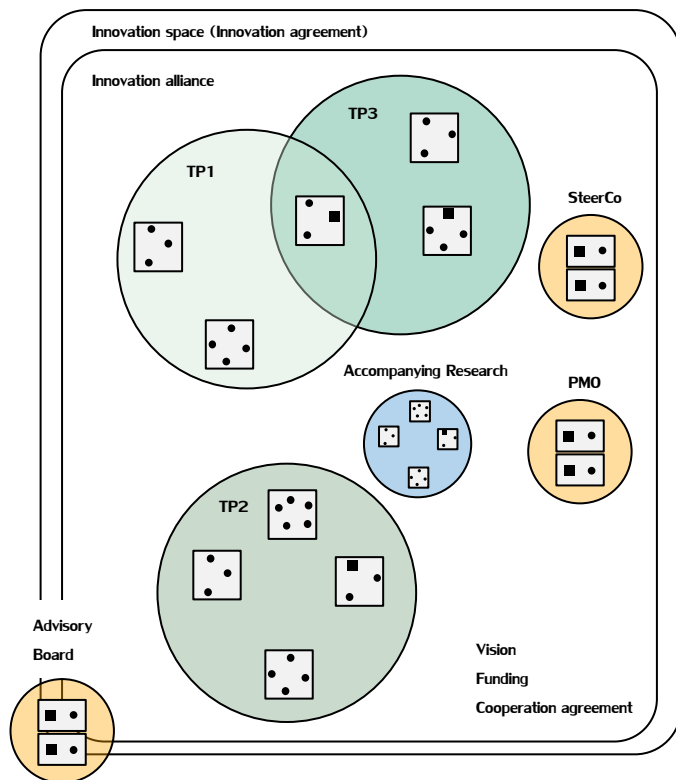 Innovation space (Innovation agreement)
Innovation alliance
TP3
TP1
SteerCo
Accompanying Research
PMO
TP2
Advisory
Board
Vision
Funding
Cooperation agreement